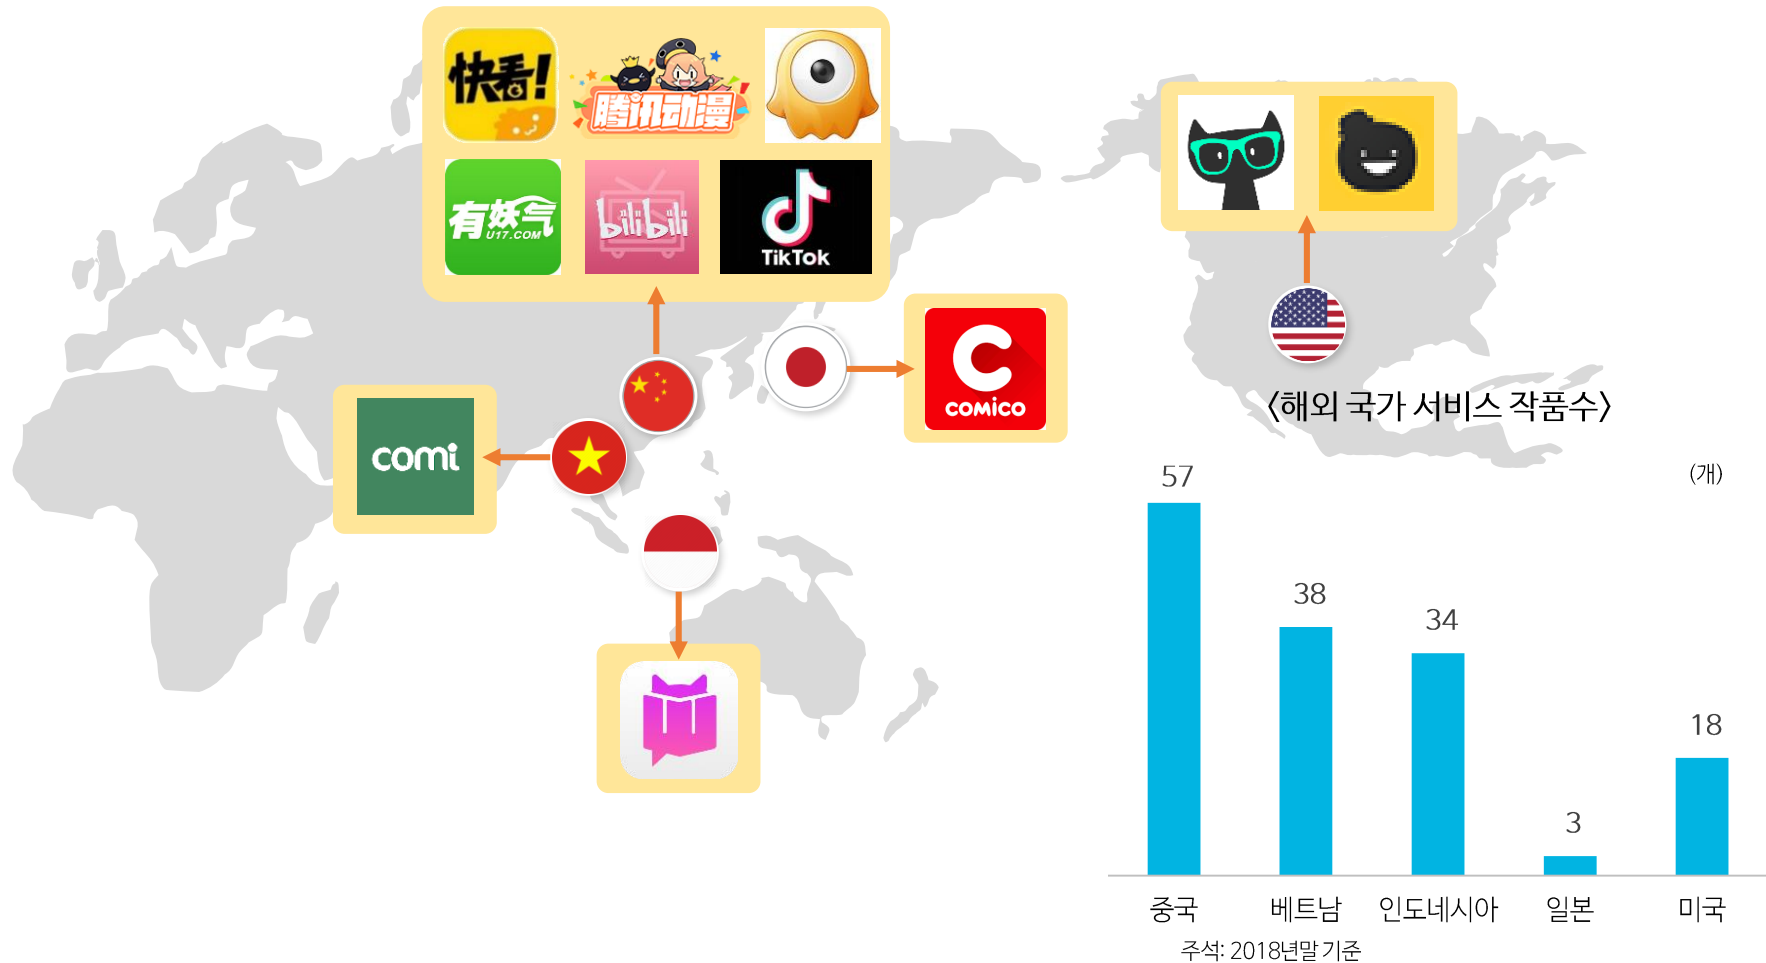 快看!
腾讯动漫
有妖气
U17.COM
bilibili
TikTok
comico
comi
<해외 국가 서비스 작품수>
(개)
57
38
34
3
18
중국
베트남
인도네시아
일본
미국
주석: 2018년말 기준